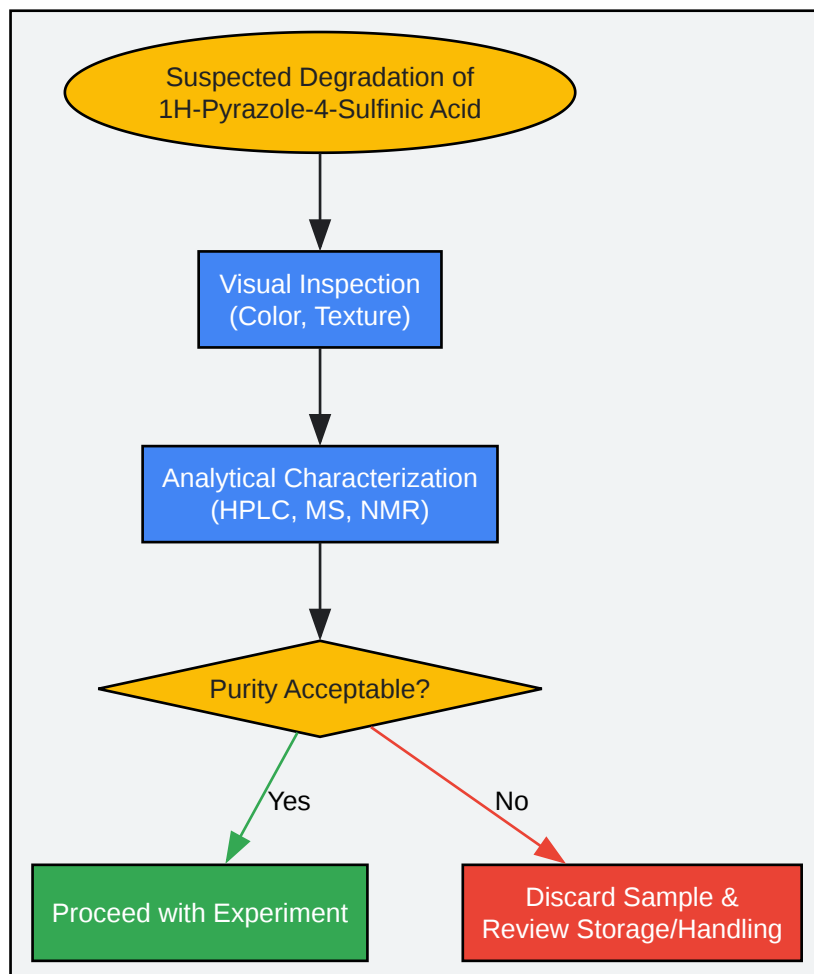 Suspected Degradation of
1H-Pyrazole-4-Sulfinic Acid
Visual Inspection
(Color, Texture)
Analytical Characterization
(HPLC, MS, NMR)
Purity Acceptable?
Yes
No
Proceed with Experiment
Discard Sample &
Review Storage/Handling